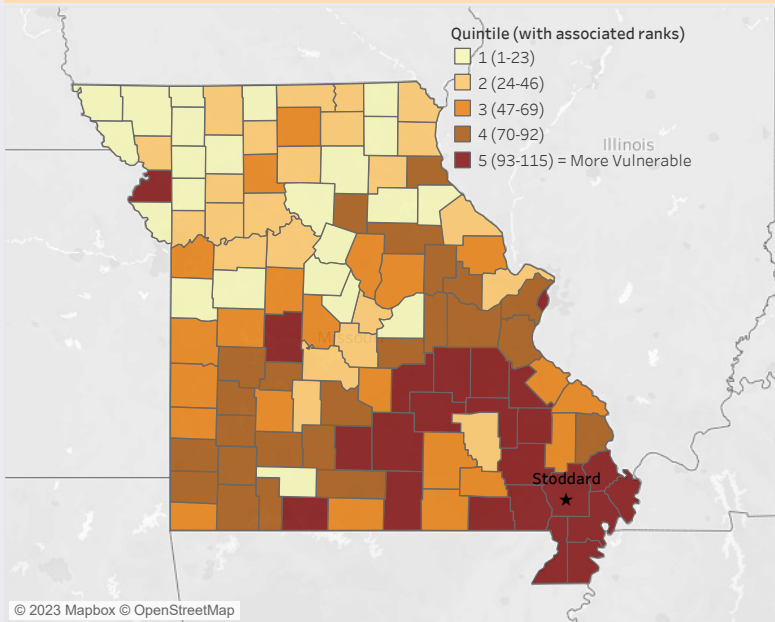 Quintile (with associated ranks)
1 (1-23)
2 (24-46)
3 (47-69)
4 (70-92)
5 (93-115) = More Vulnerable
Illinois
Missouri
Stoddard
© 2023 Mapbox © OpenStreetMap